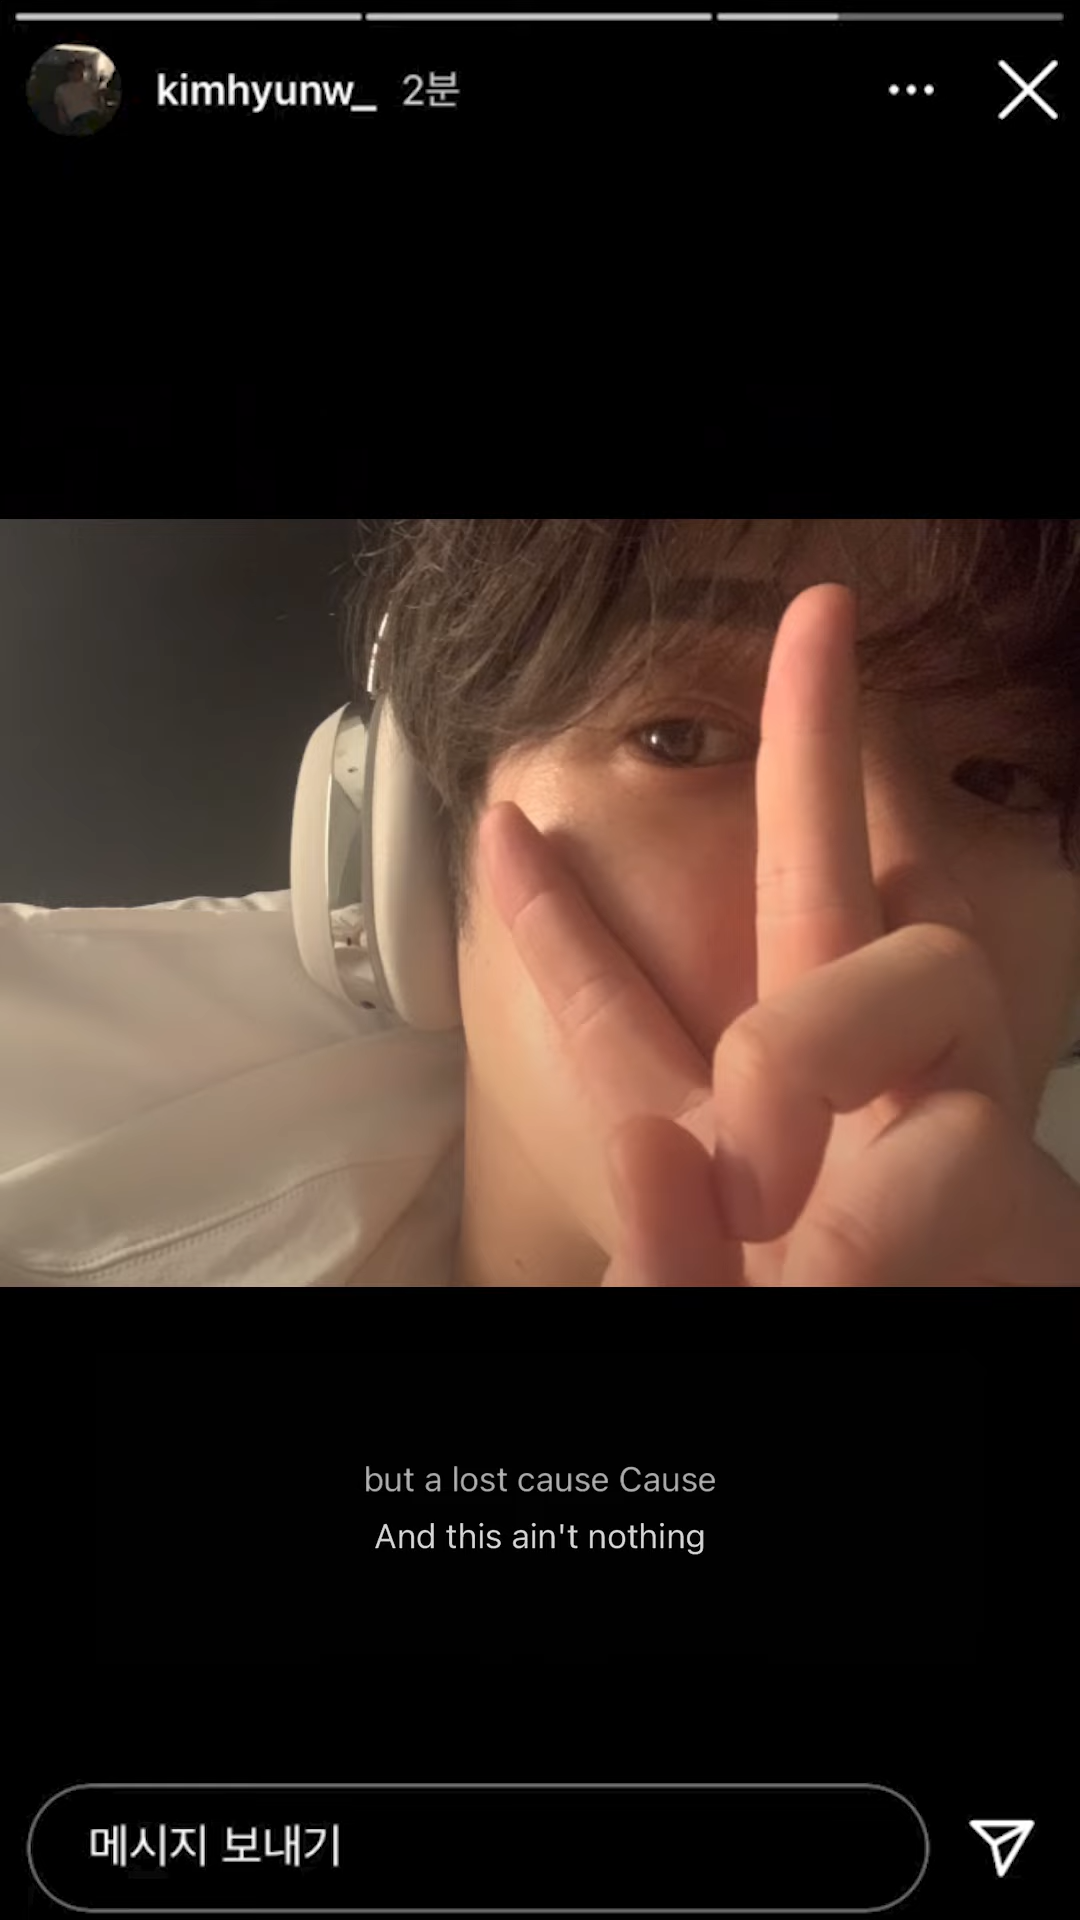 kimhyunw_ 2분
but a lost cause Cause
And this ain't nothing
메시지 보내기